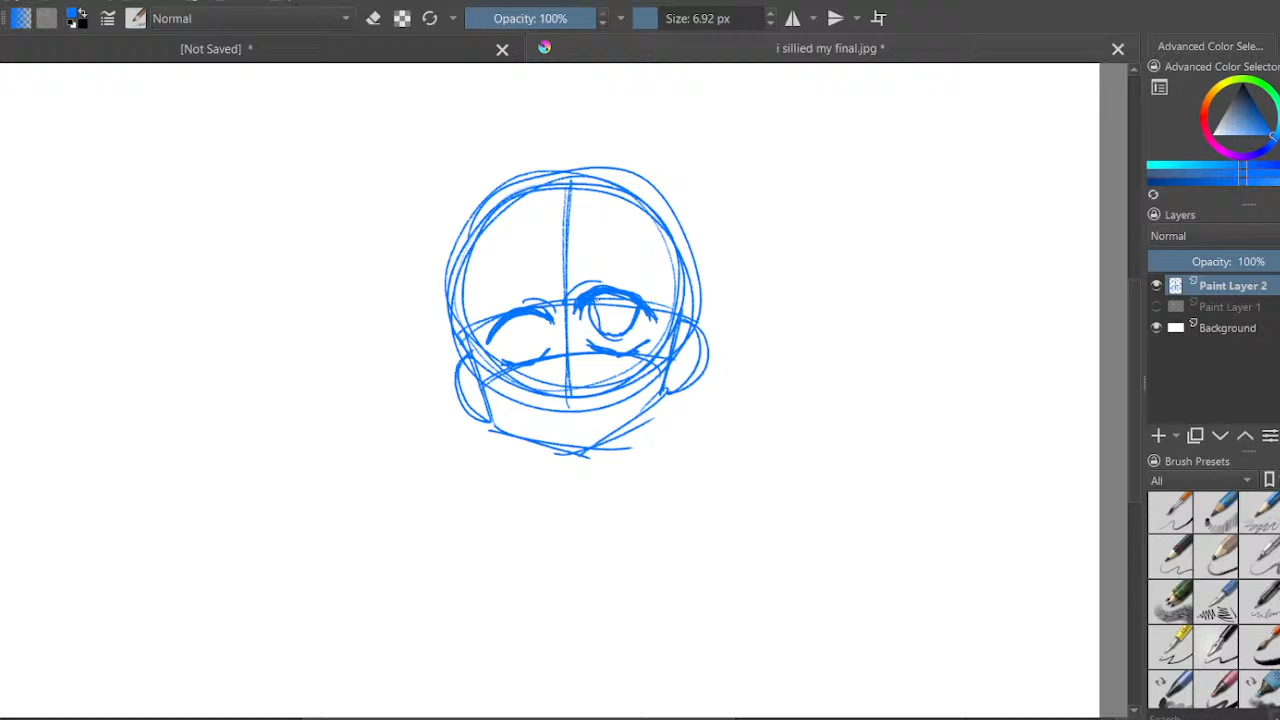 Normal
Opacity: 100%
Size: 6.92 px
[Not Saved] *
i sillied my final.jpg *
Advanced Color Sele...
Advanced Color Selector
Layers
Normal
Opacity: 100%
Paint Layer 2
Paint Layer 1
Background
Brush Presets
All